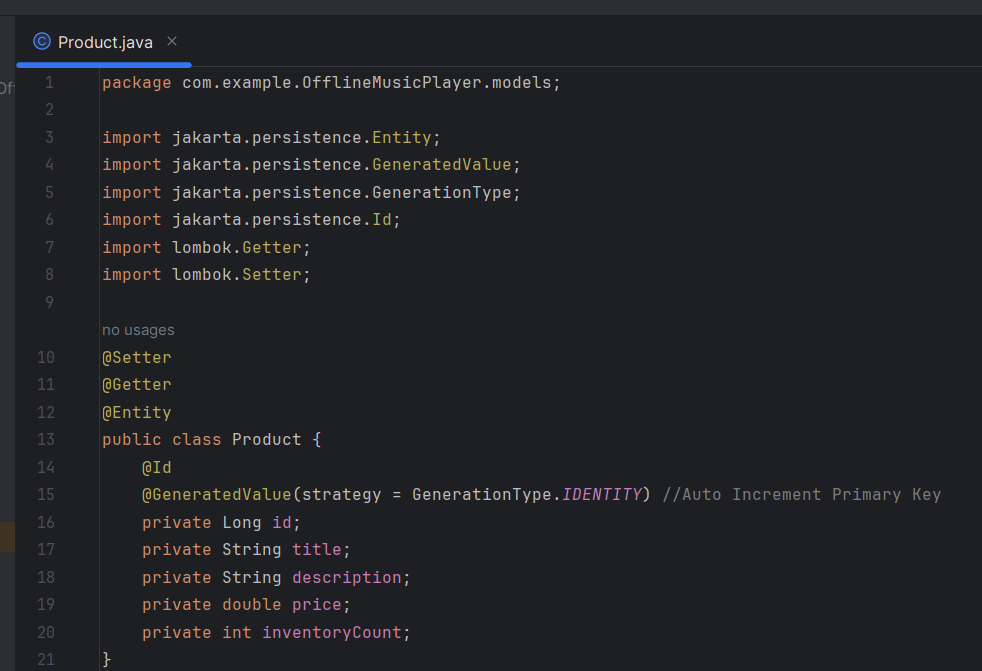 Product.java
1 package com.example.OfflineMusicPlayer.models;
2
3 import jakarta.persistence.Entity;
4 import jakarta.persistence.GeneratedValue;
5 import jakarta.persistence.GenerationType;
6 import jakarta.persistence.Id;
7 import lombok.Getter;
8 import lombok.Setter;
9
no usages
10 @Setter
11 @Getter
12 @Entity
13 public class Product {
14     @Id
15     @GeneratedValue(strategy = GenerationType.IDENTITY) //Auto Increment Primary Key
16     private Long id;
17     private String title;
18     private String description;
19     private double price;
20     private int inventoryCount;
21 }